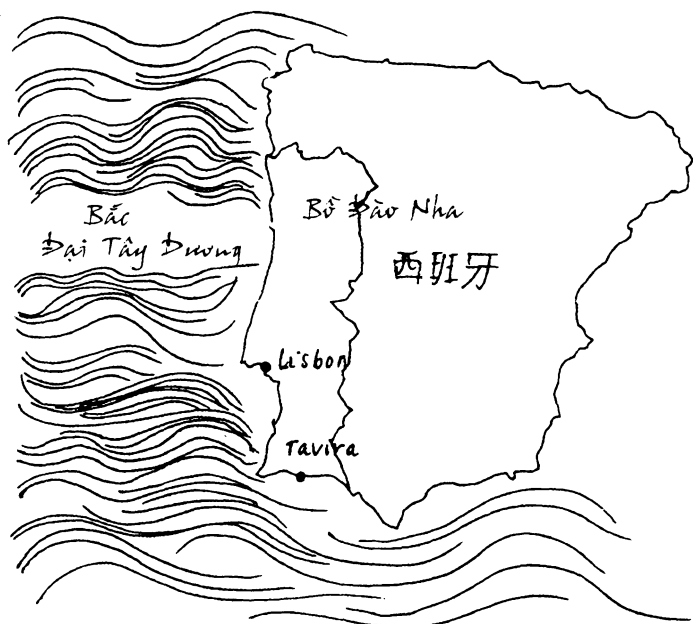 Bắc
Đại Tây Dương
Bồ Đào Nha
西班牙
Lisbon
Tavira